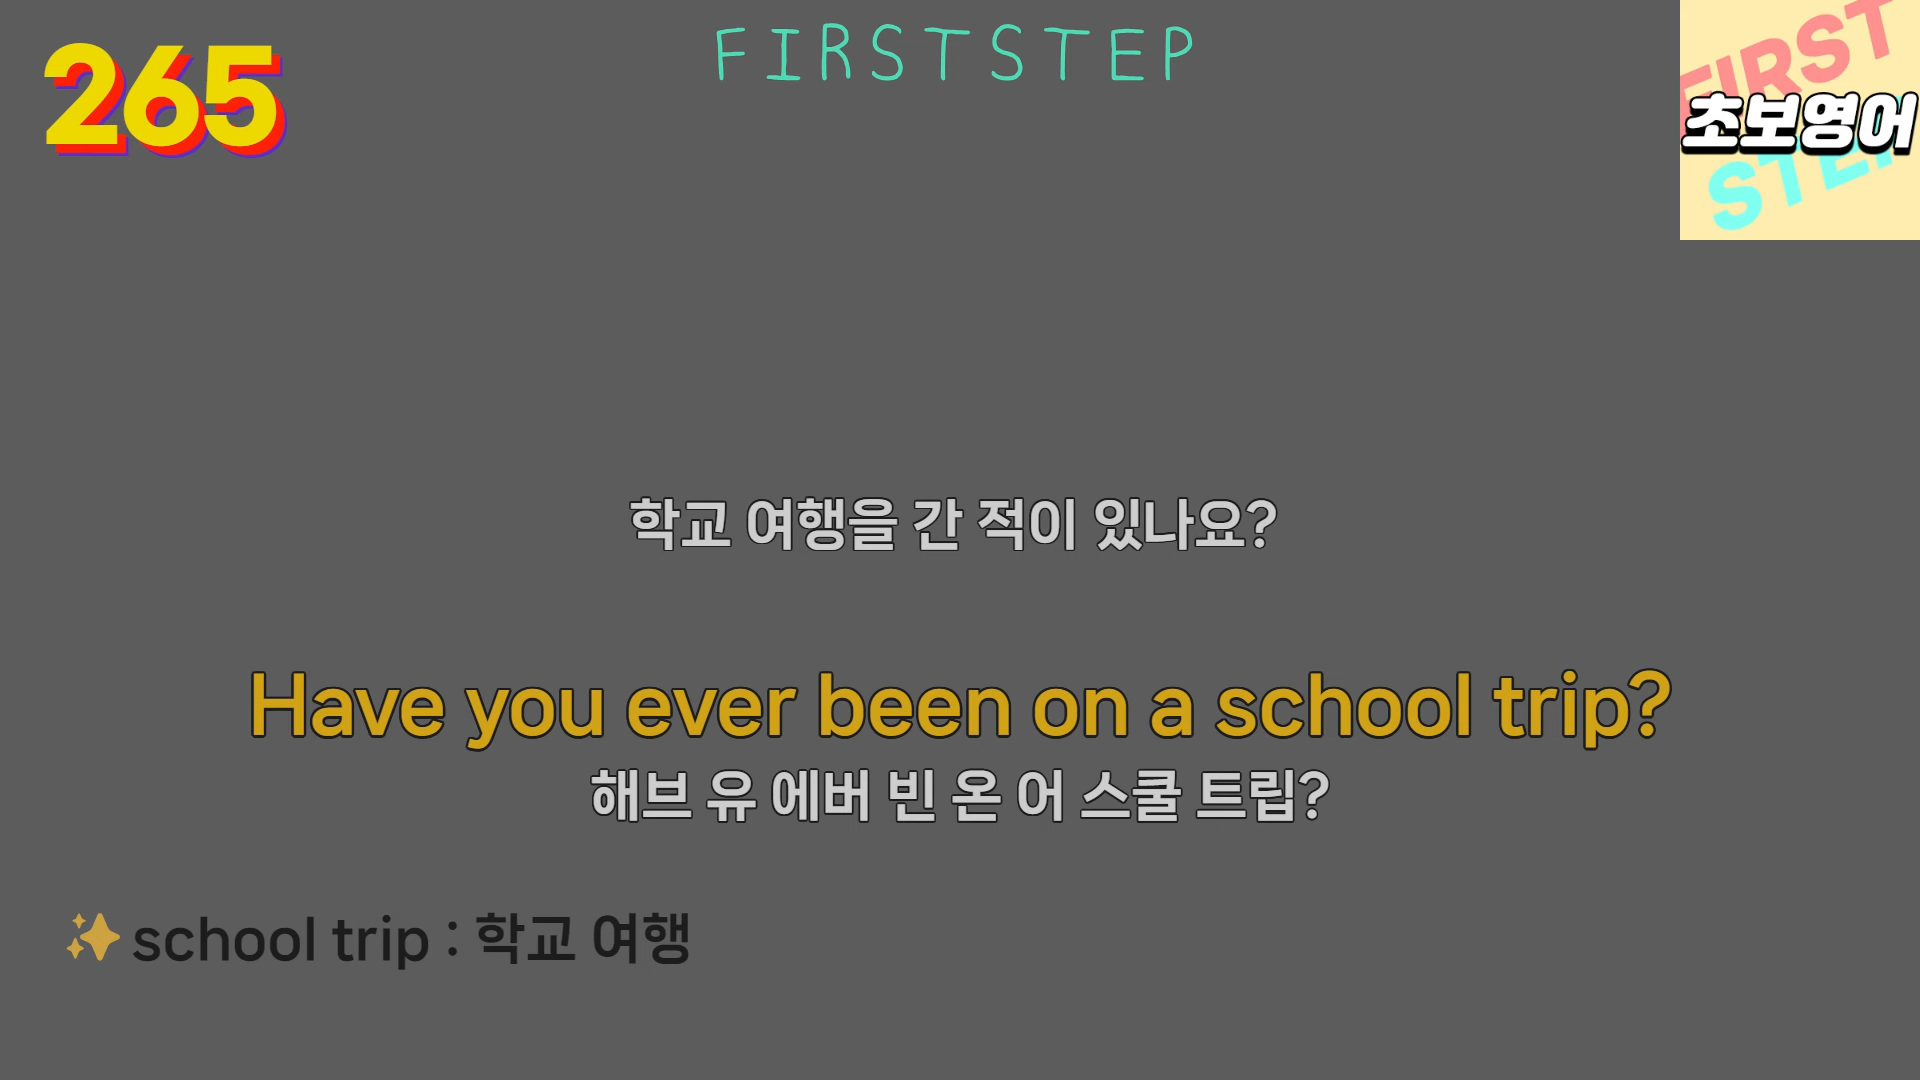 265
FIRSTSTEP
FIRST
초보영어
STEP
학교 여행을 간 적이 있나요?
Have you ever been on a school trip?
해브 유 에버 빈 온 어 스쿨 트립?
✨ school trip : 학교 여행